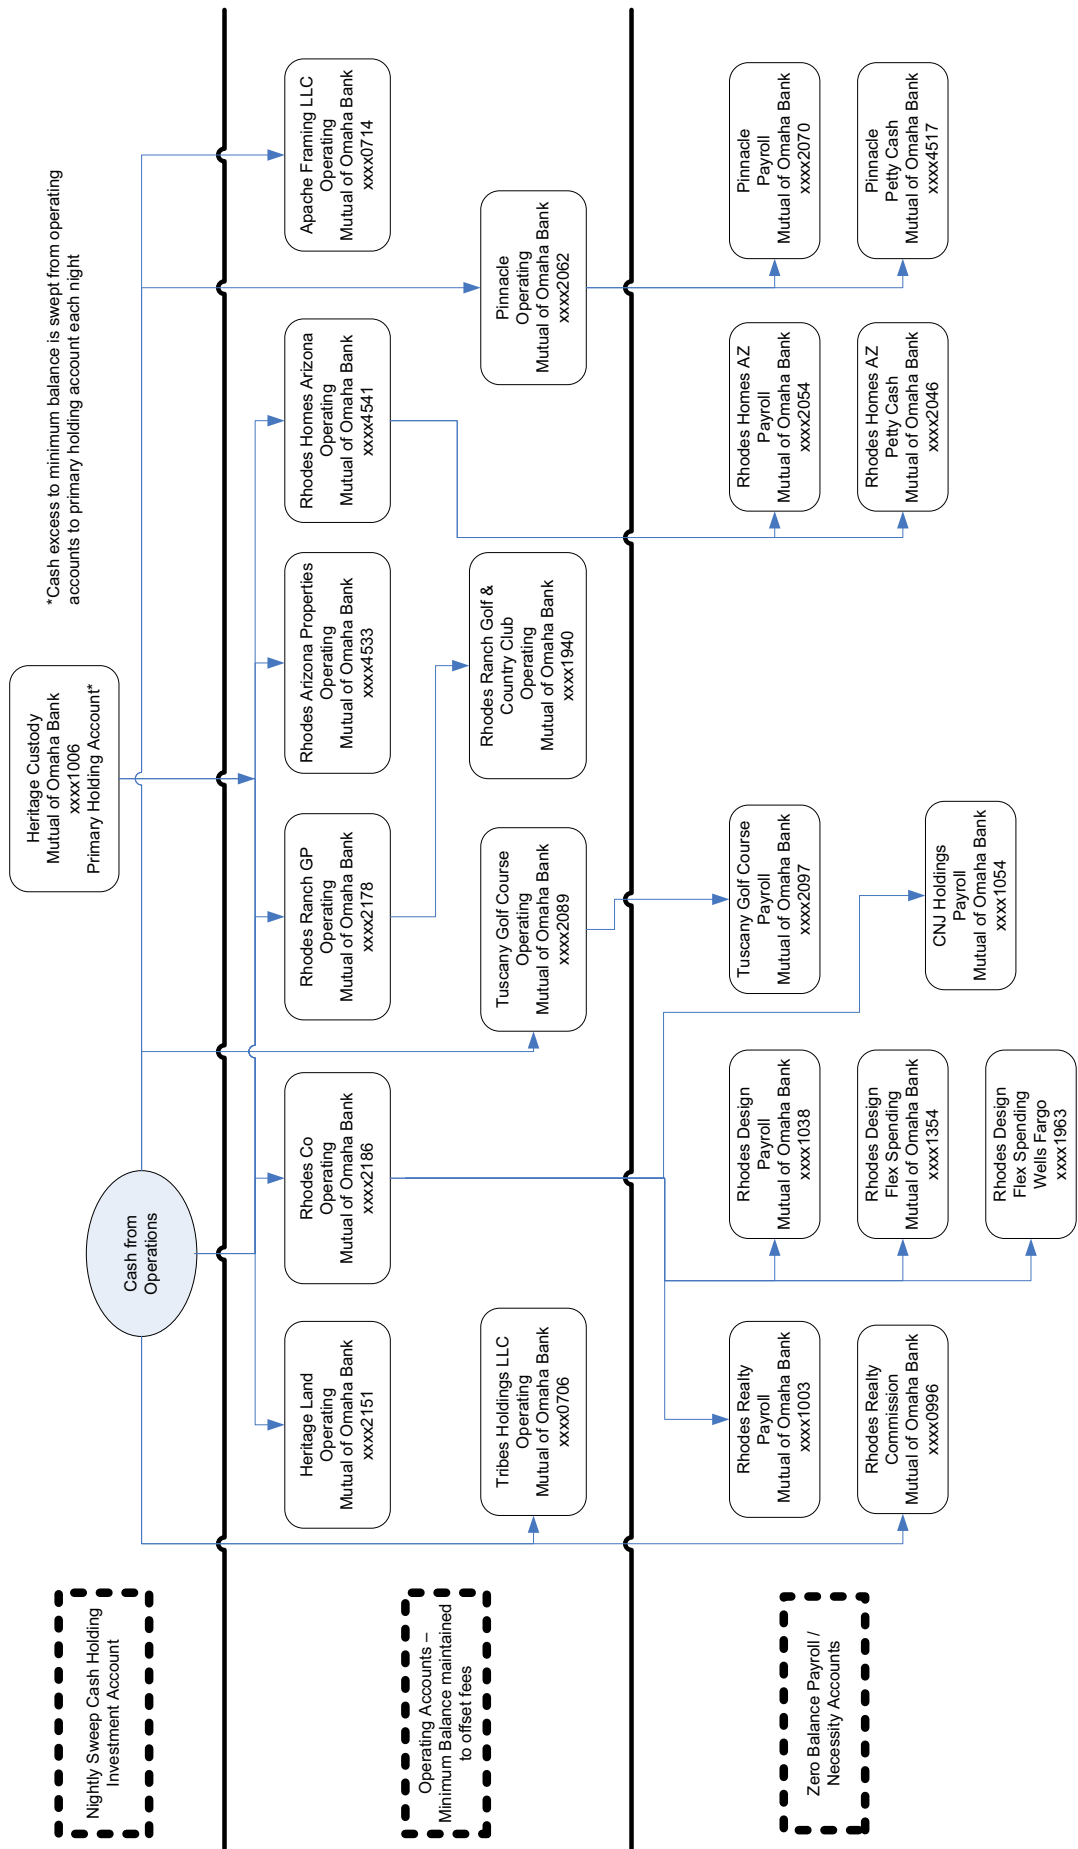 Nightly Sweep Cash Holding
Investment Account
Cash from
Operations
Heritage Custody
Mutual of Omaha Bank
xxxx1006
Primary Holding Account*
*Cash excess to minimum balance is swept from operating
accounts to primary holding account each night
Operating Accounts –
Minimum Balance maintained
to offset fees
Heritage Land
Operating
Mutual of Omaha Bank
xxxx2151
Rhodes Co
Operating
Mutual of Omaha Bank
xxxx2186
Rhodes Ranch GP
Operating
Mutual of Omaha Bank
xxxx2178
Rhodes Arizona Properties
Operating
Mutual of Omaha Bank
xxxx4533
Rhodes Homes Arizona
Operating
Mutual of Omaha Bank
xxxx4541
Apache Framing LLC
Operating
Mutual of Omaha Bank
xxxx0714
Tribes Holdings LLC
Operating
Mutual of Omaha Bank
xxxx0706
Tuscany Golf Course
Operating
Mutual of Omaha Bank
xxxx2089
Rhodes Ranch Golf &
Country Club
Operating
Mutual of Omaha Bank
xxxx1940
Pinnacle
Operating
Mutual of Omaha Bank
xxxx2062
Zero Balance Payroll /
Necessity Accounts
Rhodes Realty
Payroll
Mutual of Omaha Bank
xxxx1003
Rhodes Design
Payroll
Mutual of Omaha Bank
xxxx1038
Tuscany Golf Course
Payroll
Mutual of Omaha Bank
xxxx2097
Rhodes Homes AZ
Payroll
Mutual of Omaha Bank
xxxx2054
Pinnacle
Payroll
Mutual of Omaha Bank
xxxx2070
Rhodes Realty
Commission
Mutual of Omaha Bank
xxxx0996
Rhodes Design
Flex Spending
Mutual of Omaha Bank
xxxx1354
CNJ Holdings
Payroll
Mutual of Omaha Bank
xxxx1054
Rhodes Homes AZ
Petty Cash
Mutual of Omaha Bank
xxxx2046
Pinnacle
Petty Cash
Mutual of Omaha Bank
xxxx4517
Rhodes Design
Flex Spending
Wells Fargo
xxxx1963